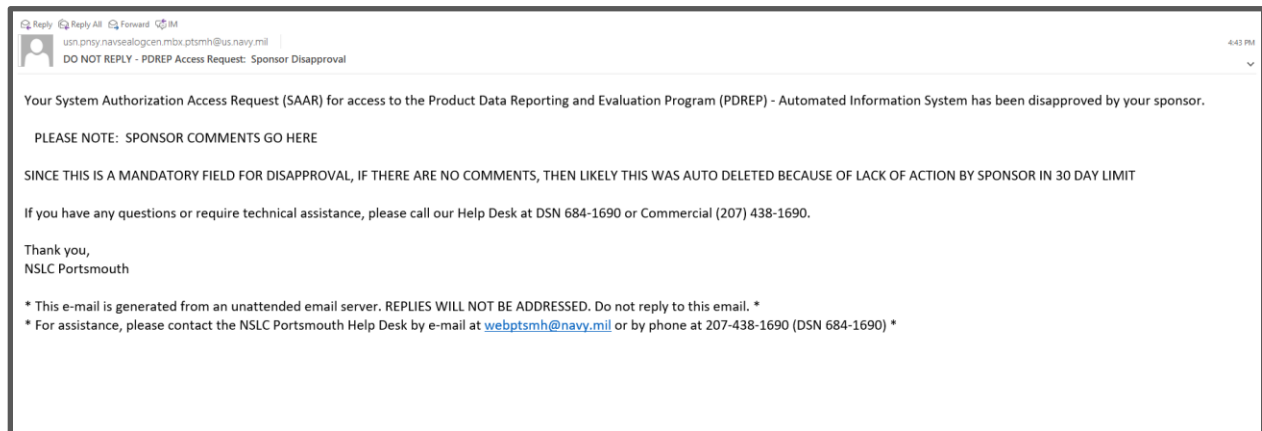 Reply Reply All Forward IM
usn.pnsy.navsealogcen.mbx.ptsmh@us.navy.mil
4:43 PM
DO NOT REPLY - PDREP Access Request: Sponsor Disapproval
Your System Authorization Access Request (SAAR) for access to the Product Data Reporting and Evaluation Program (PDREP) - Automated Information System has been disapproved by your sponsor.
PLEASE NOTE: SPONSOR COMMENTS GO HERE
SINCE THIS IS A MANDATORY FIELD FOR DISAPPROVAL, IF THERE ARE NO COMMENTS, THEN LIKELY THIS WAS AUTO DELETED BECAUSE OF LACK OF ACTION BY SPONSOR IN 30 DAY LIMIT
If you have any questions or require technical assistance, please call our Help Desk at DSN 684-1690 or Commercial (207) 438-1690.
Thank you,
NSLC Portsmouth
* This e-mail is generated from an unattended email server. REPLIES WILL NOT BE ADDRESSED. Do not reply to this email. *
* For assistance, please contact the NSLC Portsmouth Help Desk by e-mail at webptsmh@navy.mil or by phone at 207-438-1690 (DSN 684-1690) *